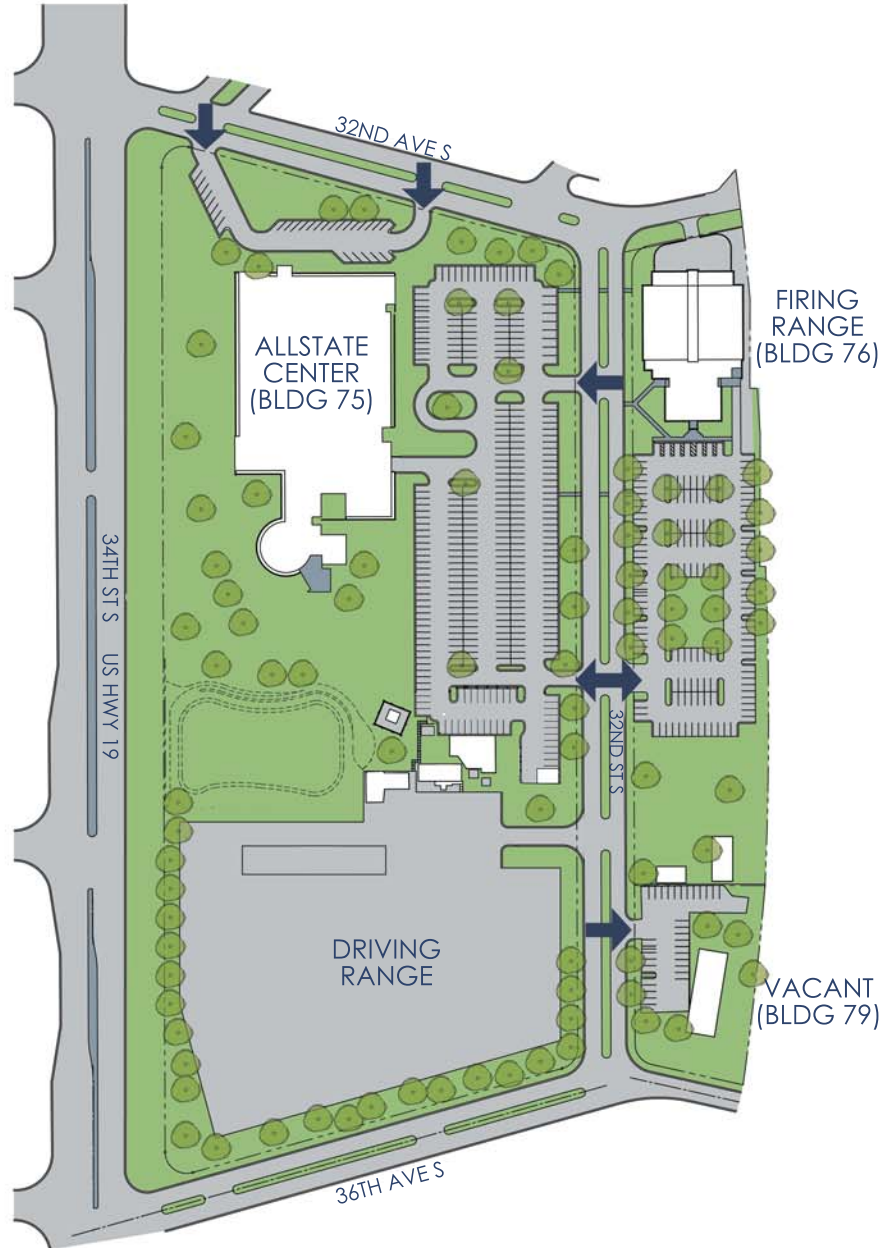 32ND AVE S
FIRING
RANGE
(BLDG 76)
ALLSTATE
CENTER
(BLDG 75)
34TH ST S   US HWY 19
32ND ST S
DRIVING
RANGE
VACANT
(BLDG 79)
36TH AVE S